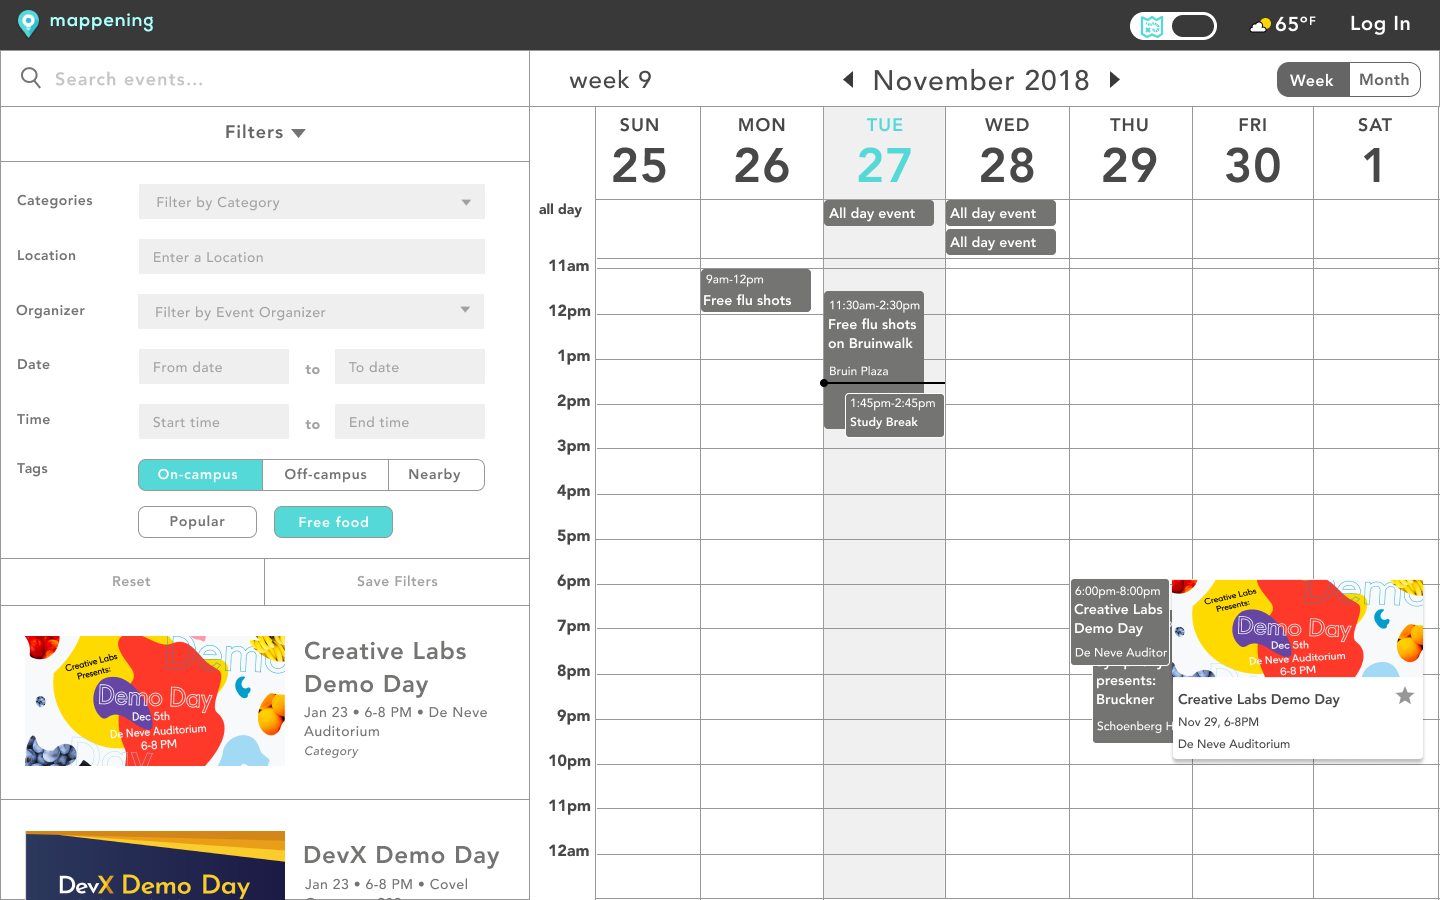 mappening
65°F
Log In
Search events...
week 9
November 2018
Week
Month
Filters
Categories
Filter by Category
Location
Enter a Location
Organizer
Filter by Event Organizer
Date
From date
to
To date
Time
Start time
to
End time
Tags
On-campus
Off-campus
Nearby
Popular
Free food
Reset
Save Filters
Creative Labs
Presents:
Demo Day
Dec 5th
De Neve Auditorium
6-8 PM
Creative Labs
Demo Day
Jan 23 • 6-8 PM • De Neve
Auditorium
Category
DevX Demo Day
DevX Demo Day
Jan 23 • 6-8 PM • Covel
SUN
25
MON
26
TUE
27
WED
28
THU
29
FRI
30
SAT
1
all day
All day event
All day event
All day event
11am
12pm
1pm
2pm
3pm
4pm
5pm
6pm
7pm
8pm
9pm
10pm
11pm
12am
9am-12pm
Free flu shots
11:30am-2:30pm
Free flu shots
on Bruinwalk
Bruin Plaza
1:45pm-2:45pm
Study Break
6:00pm-8:00pm
Creative Labs
Demo Day
De Neve Auditor
presents:
Bruckner
Schoenberg H
Creative Labs
Presents:
Demo Day
Dec 5th
De Neve Auditorium
6-8 PM
Creative Labs Demo Day
Nov 29, 6-8PM
De Neve Auditorium